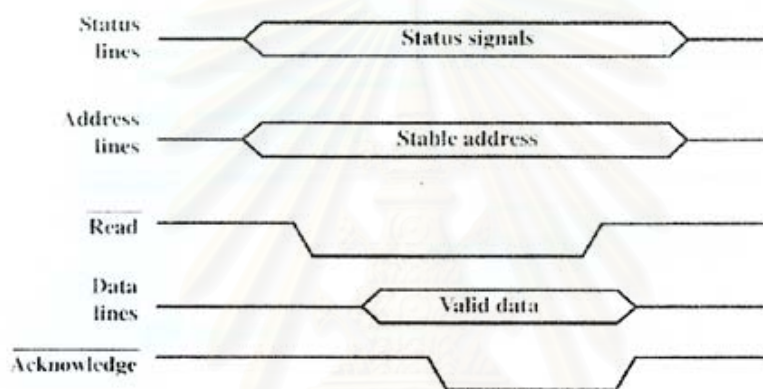 Status
lines
Status signals
Address
lines
Stable address
Read
Data
lines
Valid data
Acknowledge